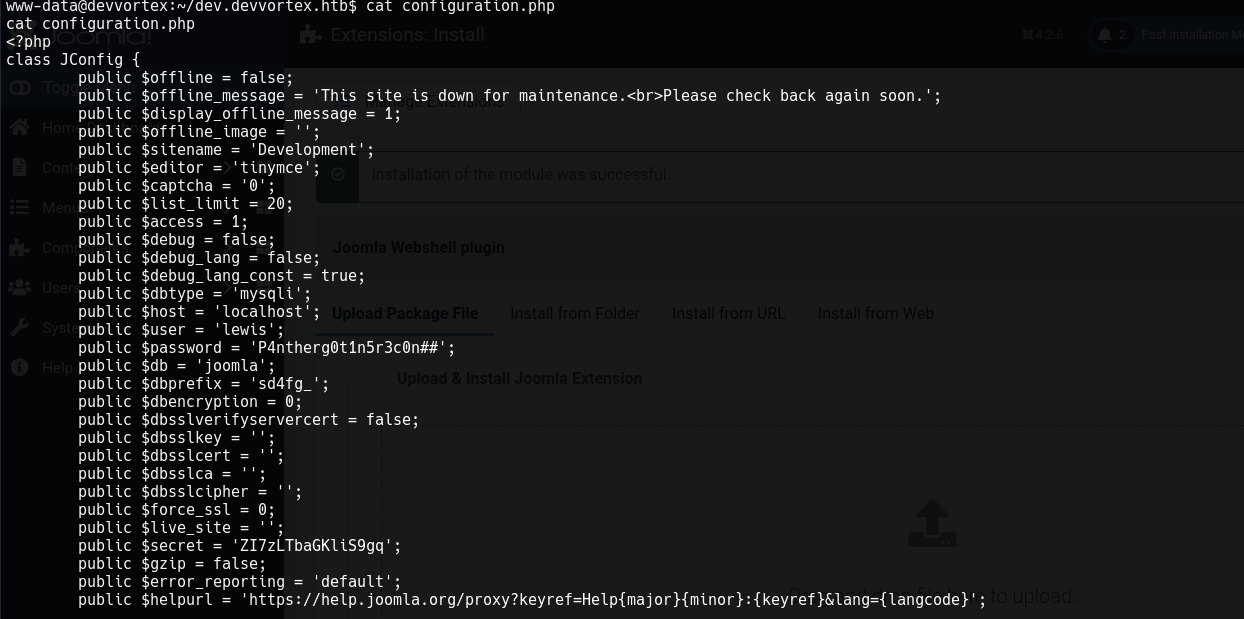 www-data@devvortex:~/dev.devvortex.htb$ cat configuration.php
cat configuration.php
<?php
class JConfig {
        public $offline = false;
        public $offline_message = 'This site is down for maintenance.<br>Please check back again soon.';
        public $display_offline_message = 1;
        public $offline_image = '';
        public $sitename = 'Development';
        public $editor = 'tinymce';
        public $captcha = '0';
        public $list_limit = 20;
        public $access = 1;
        public $debug = false;
        public $debug_lang = false;
        public $debug_lang_const = true;
        public $dbtype = 'mysqli';
        public $host = 'localhost';
        public $user = 'lewis';
        public $password = 'P4ntherg0t1n5r3c0n##';
        public $db = 'joomla';
        public $dbprefix = 'sd4fg_';
        public $dbencryption = 0;
        public $dbsslverifyservercert = false;
        public $dbsslkey = '';
        public $dbsslcert = '';
        public $dbsslca = '';
        public $dbsslcipher = '';
        public $force_ssl = 0;
        public $live_site = '';
        public $secret = 'ZI7zLTbaGKliS9gq';
        public $gzip = false;
        public $error_reporting = 'default';
        public $helpurl = 'https://help.joomla.org/proxy?keyref=Help{major}{minor}:{keyref}&lang={langcode}';
Extensions: Install
4.2.6
2
Post Installation
Installation of the module was successful.
Joomla Webshell plugin
Upload Package File
Install from Folder
Install from URL
Install from Web
Upload & Install Joomla Extension
to upload.
Users
Help